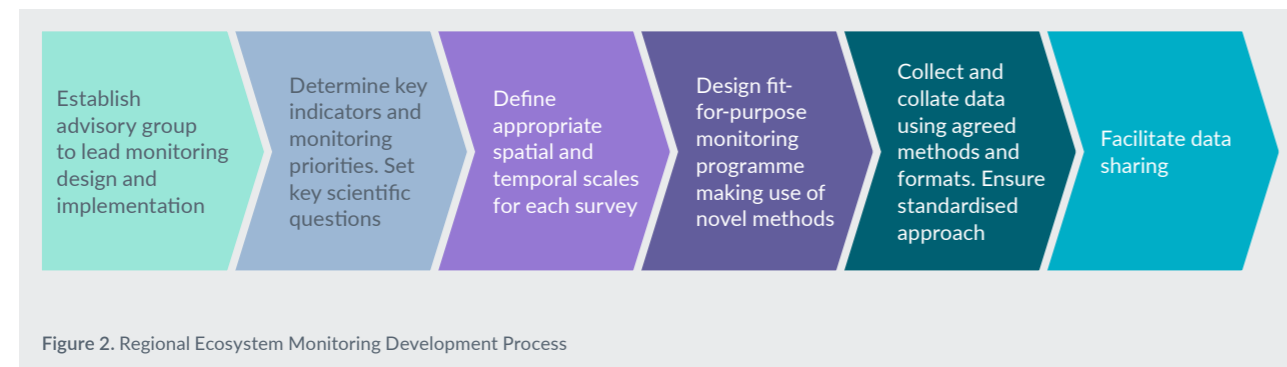 Establish
advisory group
to lead monitoring
design and
implementation
Determine key
indicators and
monitoring
priorities. Set
key scientific
questions
Define
appropriate
spatial and
temporal scales
for each survey
Design fit-
for-purpose
monitoring
programme
making use of
novel methods
Collect and
collate data
using agreed
methods and
formats. Ensure
standardised
approach
Facilitate data
sharing
Figure 2. Regional Ecosystem Monitoring Development Process